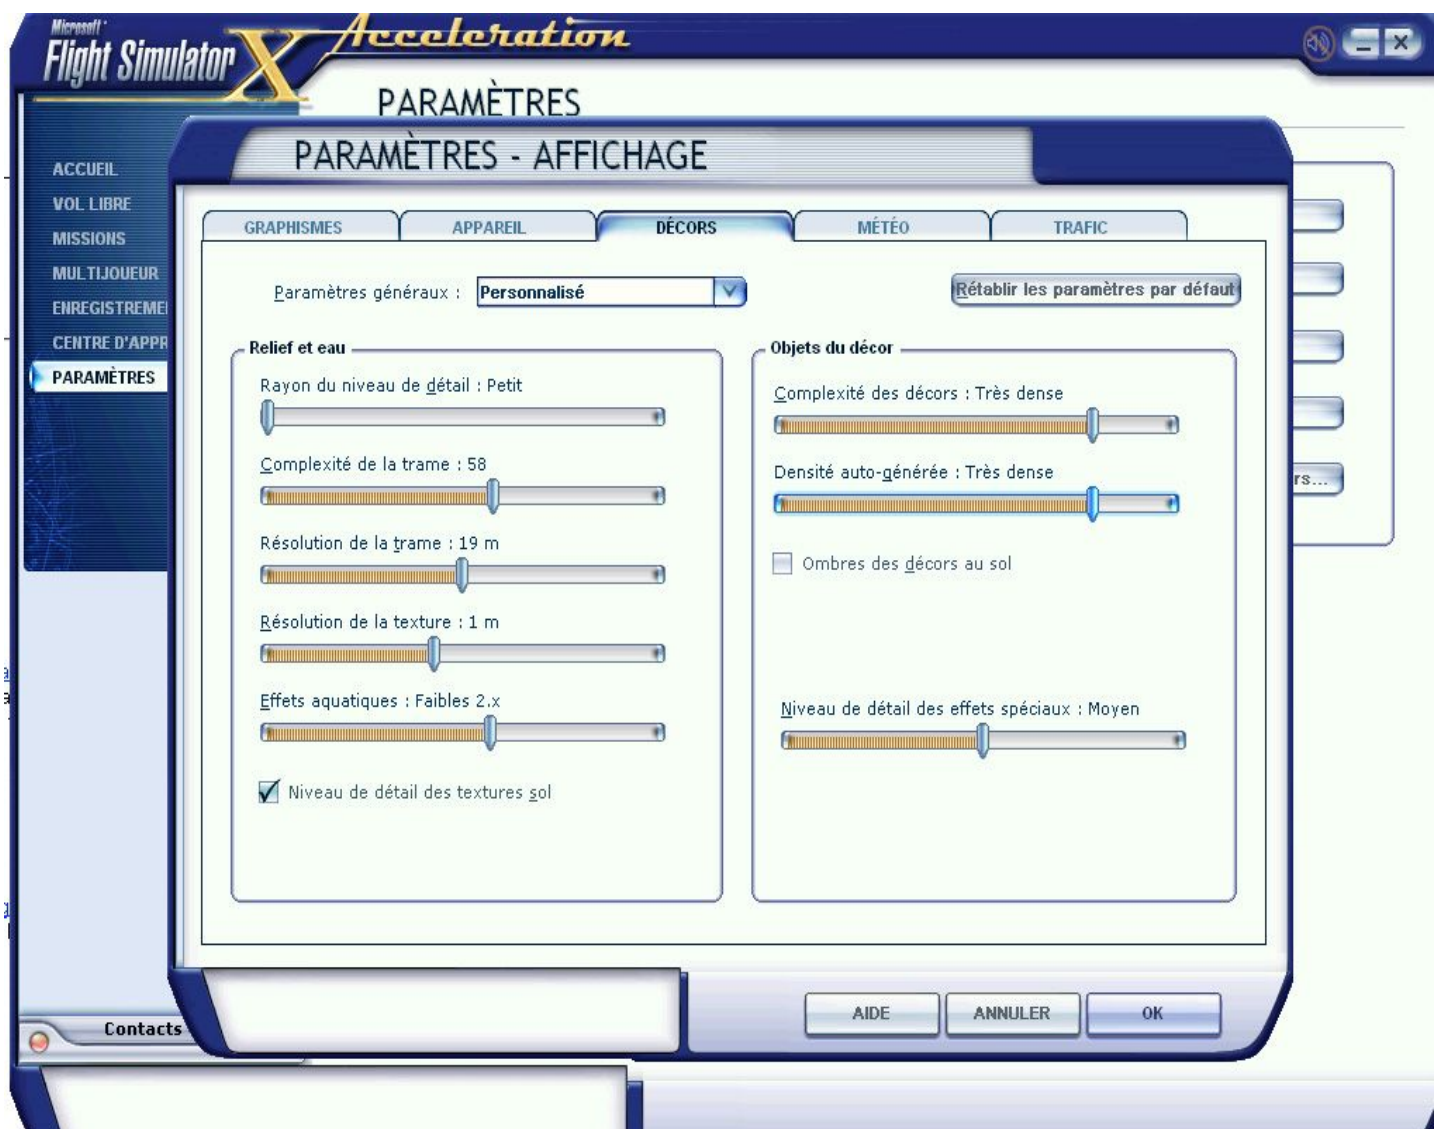 Microsoft
Flight Simulator X Acceleration
PARAMÈTRES
PARAMÈTRES - AFFICHAGE
ACCUEIL
VOL LIBRE
MISSIONS
MULTIJOUEUR
ENREGISTREME
CENTRE D'APPR
PARAMÈTRES
GRAPHISMES
APPAREIL
DÉCORS
MÉTÉO
TRAFIC
Paramètres généraux : Personnalisé
Rétablir les paramètres par défaut
Relief et eau
Rayon du niveau de détail : Petit
Complexité de la trame : 58
Résolution de la trame : 19 m
Résolution de la texture : 1 m
Effets aquatiques : Faibles 2.x
Niveau de détail des textures sol
Objets du décor
Complexité des décors : Très dense
Densité auto-générée : Très dense
Ombres des décors au sol
Niveau de détail des effets spéciaux : Moyen
rs...
Contacts
AIDE
ANNULER
OK